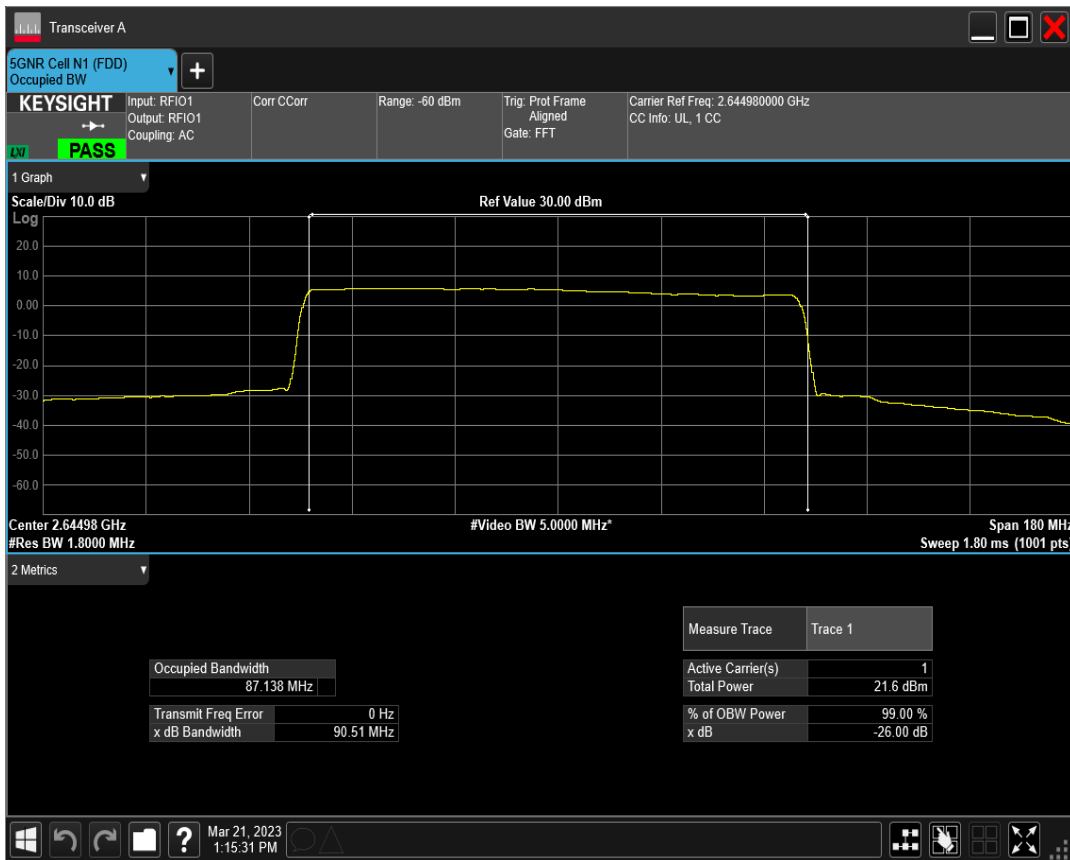 Transceiver A
5GNR Cell N1 (FDD)
Occupied BW
KEYSIGHT
LXI
PASS
Input: RFIO1
Output: RFIO1
Coupling: AC
Corr CCorr
Range: -60 dBm
Trig: Prot Frame
Aligned
Gate: FFT
Carrier Ref Freq: 2.644980000 GHz
CC Info: UL, 1 CC
1 Graph
Scale/Div 10.0 dB
Ref Value 30.00 dBm
Log
20.0
10.0
0.00
-10.0
-20.0
-30.0
-40.0
-50.0
-60.0
Center 2.64498 GHz
#Video BW 5.0000 MHz*
Span 180 MHz
#Res BW 1.8000 MHz
Sweep 1.80 ms (1001 pts)
2 Metrics
Measure Trace Trace 1
Occupied Bandwidth
87.138 MHz
Transmit Freq Error 0 Hz
x dB Bandwidth 90.51 MHz
Active Carrier(s) 1
Total Power 21.6 dBm
% of OBW Power 99.00 %
x dB -26.00 dB
?
Mar 21, 2023
1:15:31 PM